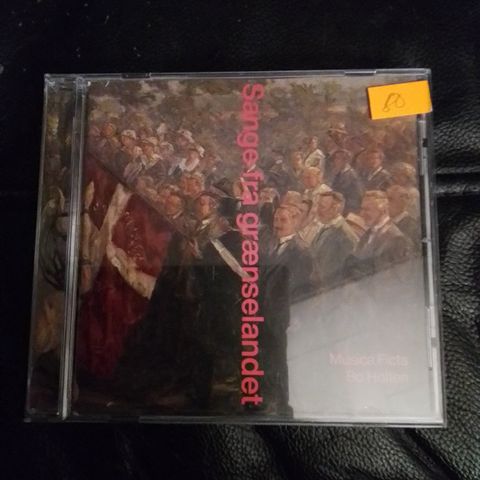 80
Sange fra grænselandet
Musica Ficta
Bo Holten